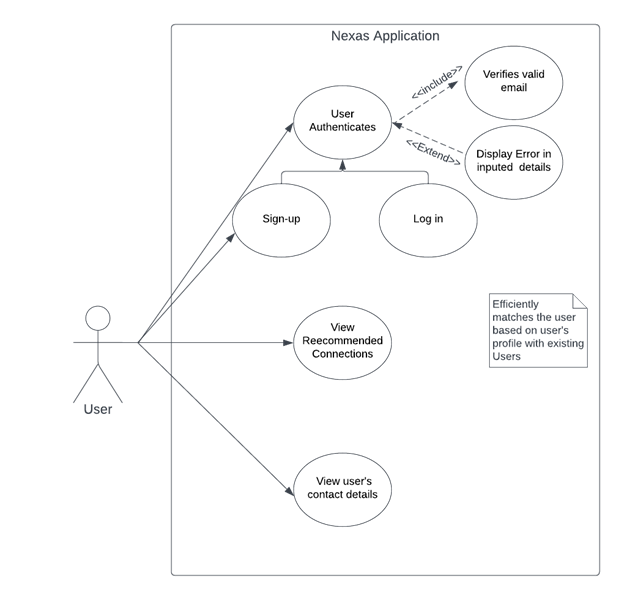 Nexas Application
<<include>>
Verifies valid
email
User
Authenticates
<<Extend>>
Display Error in
inputed details
Sign-up
Log in
Efficiently
matches the user
based on user's
profile with existing
Users
View
Reecommended
Connections
User
View user's
contact details